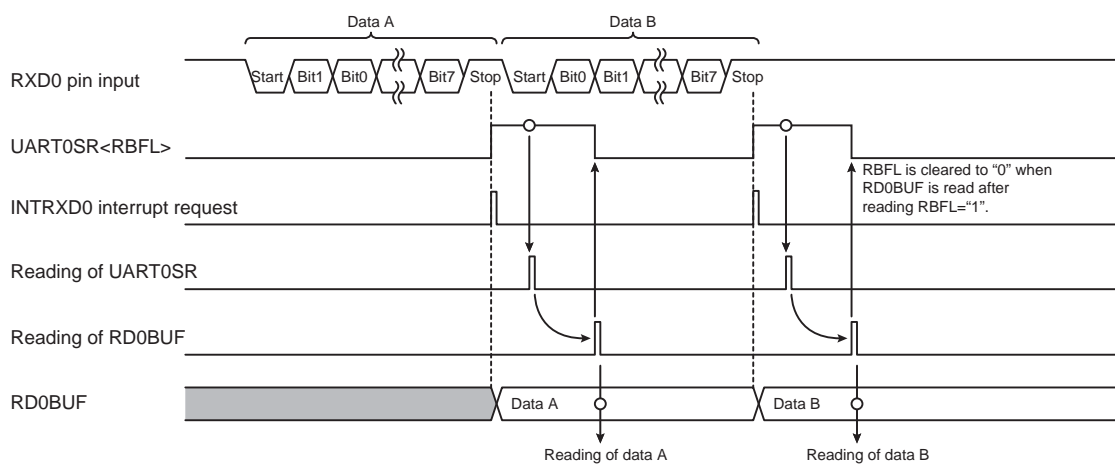 Data A
Data B
RXD0 pin input
Start Bit1 Bit0 Bit7 Stop Start Bit0 Bit1 Bit7 Stop
UART0SR<RBFL>
RBFL is cleared to “0” when
RD0BUF is read after
reading RBFL=“1”.
INTRXD0 interrupt request
Reading of UART0SR
Reading of RD0BUF
RD0BUF
Data A
Data B
Reading of data A
Reading of data B